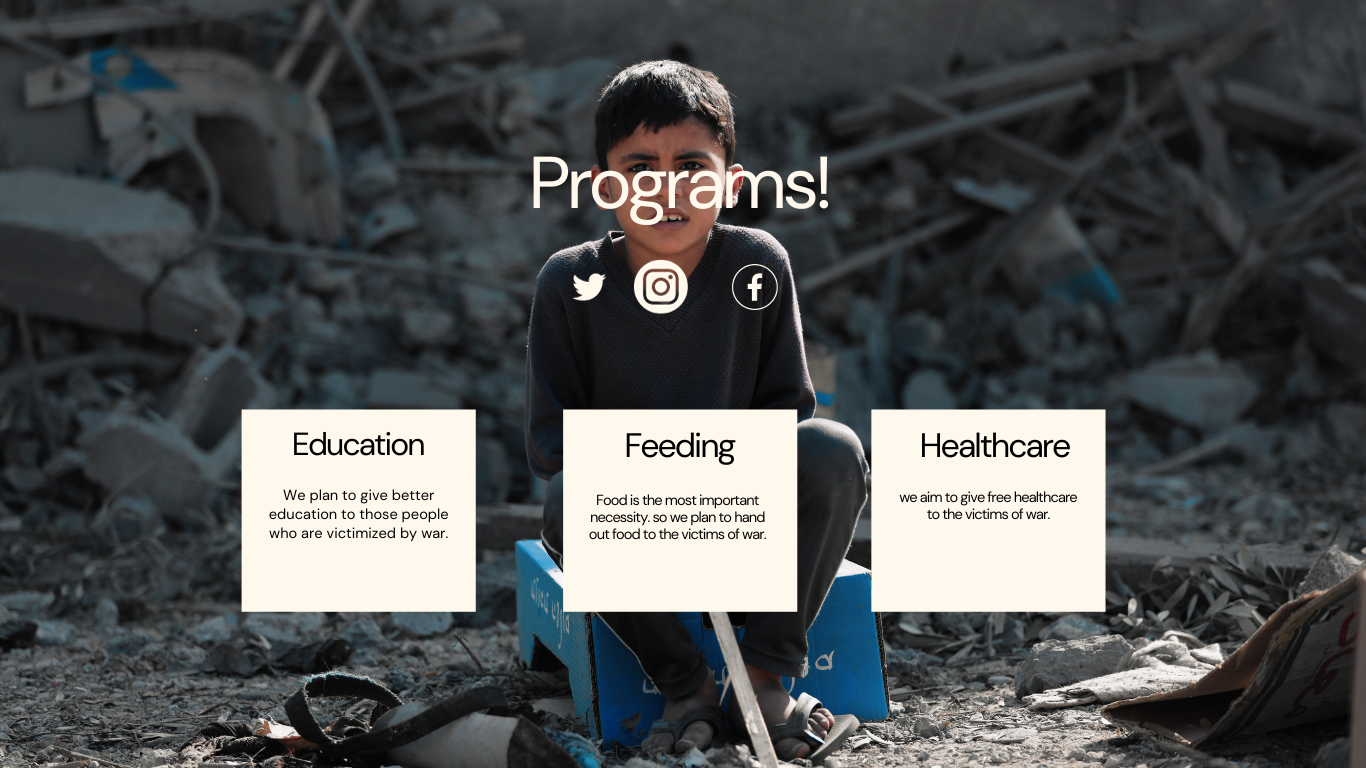 Programs!
Education
We plan to give better
education to those people
who are victimized by war.
Feeding
Food is the most important
necessity. so we plan to hand
out food to the victims of war.
Healthcare
we aim to give free healthcare
to the victims of war.